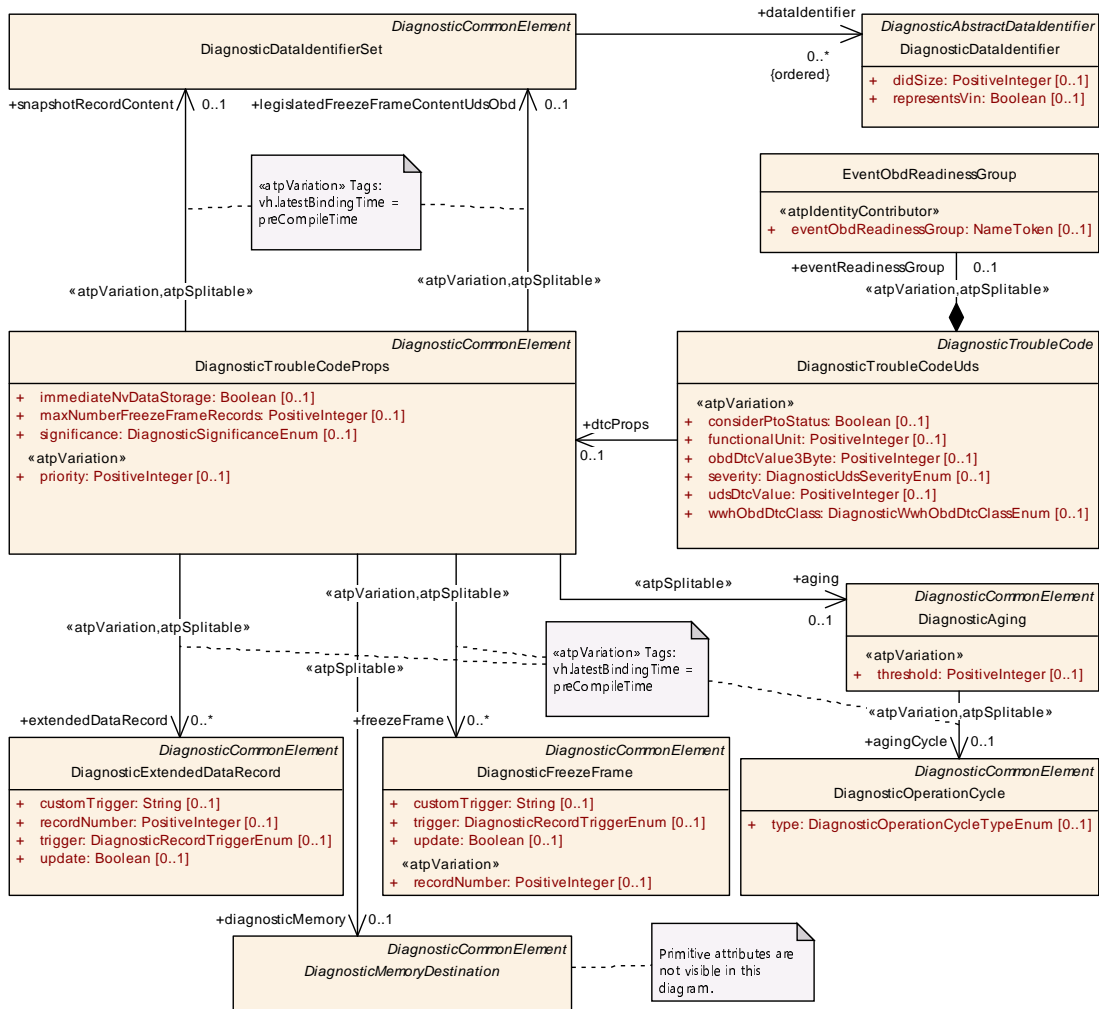 DiagnosticCommonElement
DiagnosticDataIdentifierSet
+dataIdentifier
0..*
{ordered}
DiagnosticAbstractDataIdentifier
DiagnosticDataIdentifier
+ didSize: PositiveInteger [0..1]
+ representsVin: Boolean [0..1]
+snapshotRecordContent 0..1
+legislatedFreezeFrameContentUdsObd 0..1
«atpVariation» Tags:
vh.latestBindingTime =
preCompileTime
EventObdReadinessGroup
«atpIdentityContributor»
+ eventObdReadinessGroup: NameToken [0..1]
+eventReadinessGroup 0..1
«atpVariation,atpSplitable»
«atpVariation,atpSplitable»
«atpVariation,atpSplitable»
DiagnosticCommonElement
DiagnosticTroubleCodeProps
+ immediateNvDataStorage: Boolean [0..1]
+ maxNumberFreezeFrameRecords: PositiveInteger [0..1]
+ significance: DiagnosticSignificanceEnum [0..1]
«atpVariation»
+ priority: PositiveInteger [0..1]
+dtcProps
0..1
DiagnosticTroubleCode
DiagnosticTroubleCodeUds
«atpVariation»
+ considerPtoStatus: Boolean [0..1]
+ functionalUnit: PositiveInteger [0..1]
+ obdDtcValue3Byte: PositiveInteger [0..1]
+ severity: DiagnosticUdsSeverityEnum [0..1]
+ udsDtcValue: PositiveInteger [0..1]
+ wwhObdDtcClass: DiagnosticWwhObdDtcClassEnum [0..1]
«atpSplitable»
+aging
0..1
«atpVariation,atpSplitable»
«atpVariation,atpSplitable»
«atpSplitable»
«atpVariation» Tags:
vh.latestBindingTime =
preCompileTime
DiagnosticCommonElement
DiagnosticAging
«atpVariation»
+ threshold: PositiveInteger [0..1]
«atpVariation,atpSplitable»
+agingCycle 0..1
+extendedDataRecord 0..*
+freezeFrame 0..*
DiagnosticCommonElement
DiagnosticExtendedDataRecord
+ customTrigger: String [0..1]
+ recordNumber: PositiveInteger [0..1]
+ trigger: DiagnosticRecordTriggerEnum [0..1]
+ update: Boolean [0..1]
DiagnosticCommonElement
DiagnosticFreezeFrame
+ customTrigger: String [0..1]
+ trigger: DiagnosticRecordTriggerEnum [0..1]
+ update: Boolean [0..1]
«atpVariation»
+ recordNumber: PositiveInteger [0..1]
DiagnosticCommonElement
DiagnosticOperationCycle
+ type: DiagnosticOperationCycleTypeEnum [0..1]
+diagnosticMemory 0..1
DiagnosticCommonElement
DiagnosticMemoryDestination
Primitive attributes are
not visible in this
diagram.